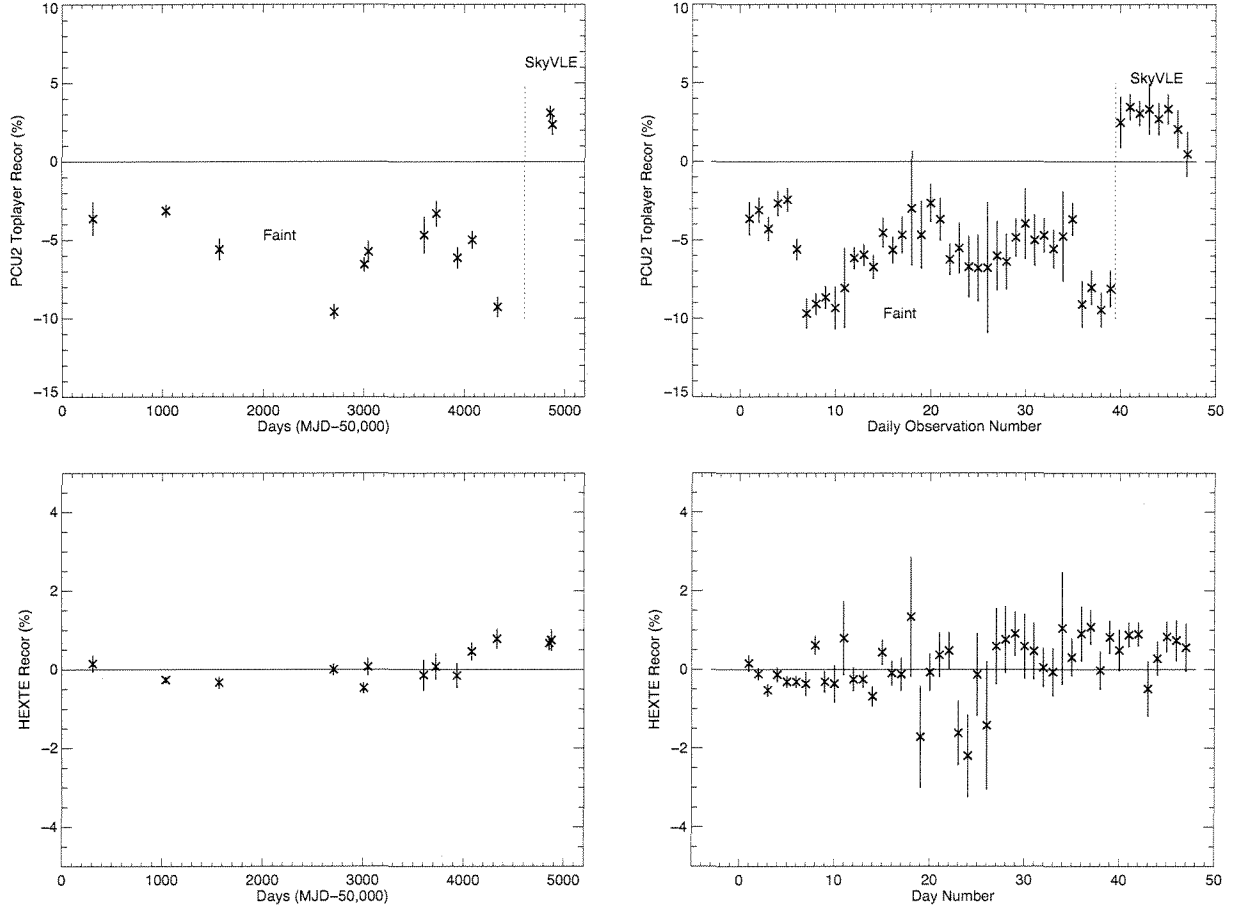 10
5
0
−5
−10
−15
PCU2 Toplayer Recor (%)
SkyVLE
Faint
0 1000 2000 3000 4000 5000
Days (MJD−50,000)
10
5
0
−5
−10
−15
PCU2 Toplayer Recor (%)
SkyVLE
Faint
0 10 20 30 40 50
Daily Observation Number
4
2
0
−2
−4
HEXTE Recor (%)
0 1000 2000 3000 4000 5000
Days (MJD−50,000)
4
2
0
−2
−4
HEXTE Recor (%)
0 10 20 30 40 50
Day Number